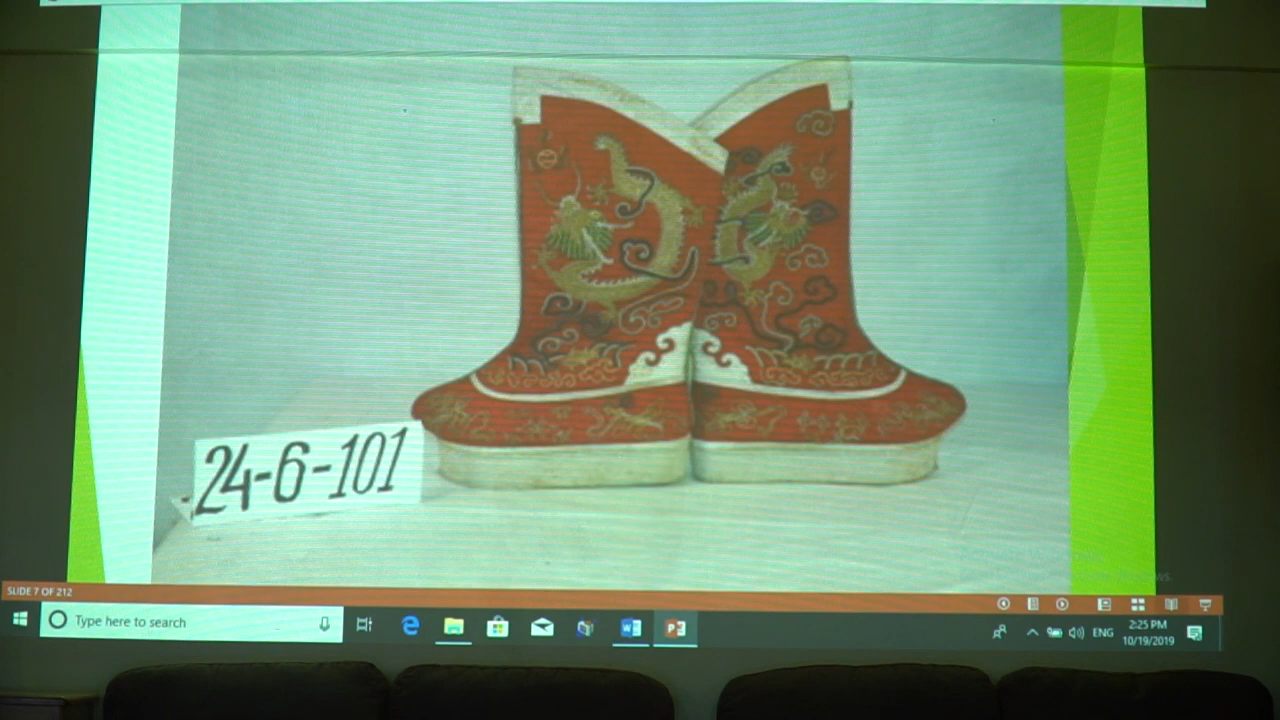 24-6-101
SLIDE 7 OF 212
Type here to search
ENG
2:25 PM
10/19/2019